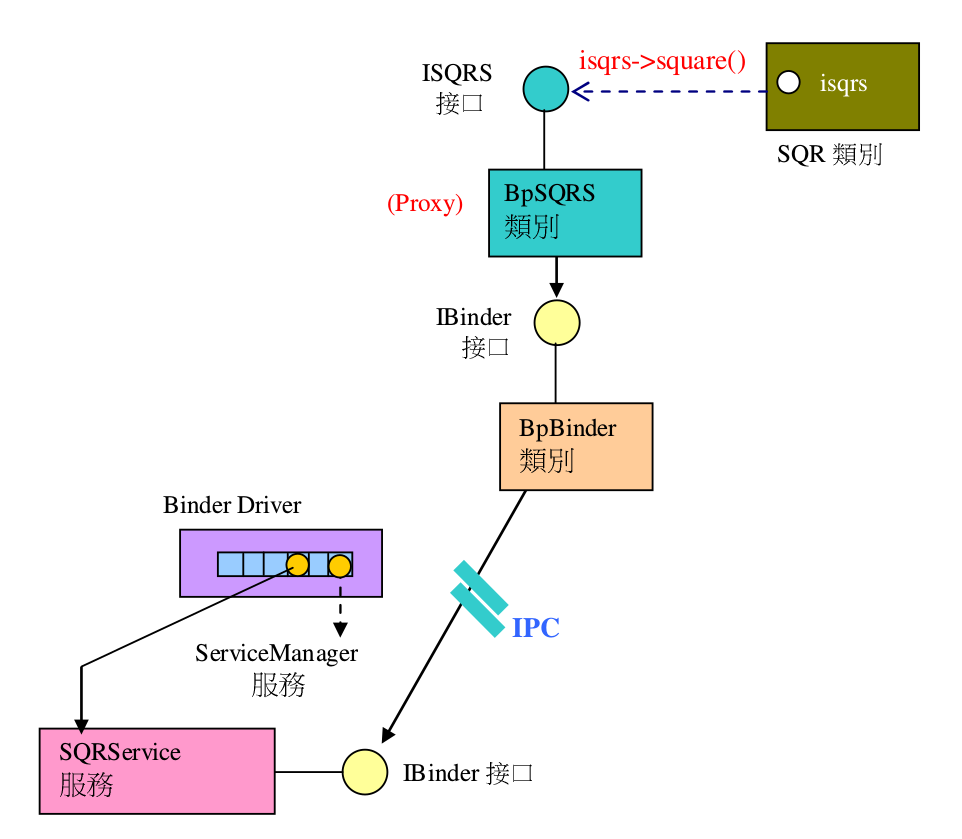 isqrs->square()
ISQRS
接口
isqrs
SQR 類別
(Proxy)
BpSQRS
類別
IBinder
接口
BpBinder
類別
Binder Driver
IPC
ServiceManager
服務
SQRService
服務
IBinder 接口